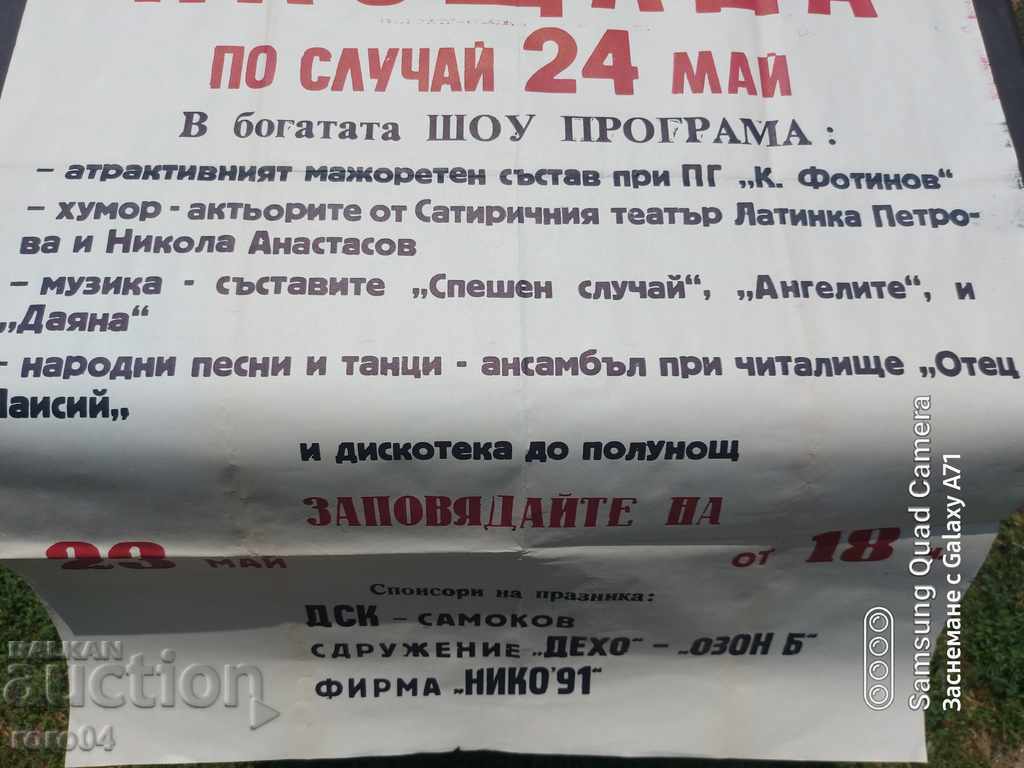 ПО СЛУЧАЙ 24 МАЙ
В богатата ШОУ ПРОГРАМА :
– атрактивният мажоретен състав при ПГ „К. Фотинов“
– хумор - актьорите от Сатиричния театър Латинка Петро-
ва и Никола Анастасов
– музика - съставите „Спешен случай“, „Ангелите“, и
„Даяна“
– народни песни и танци - ансамбъл при читалище „Отец
Паисий„
и дискотека до полунощ
ЗАПОВЯДАЙТЕ НА
23 МАЙ ОТ 18 ч.
Спонсори на празника:
ДСК – САМОКОВ
СДРУЖЕНИЕ „ДЕХО“ – „ОЗОН Б“
ФИРМА „НИКО'91“
BALKAN
auction
roro04
Samsung Quad Camera
Заснемане с Galaxy A71